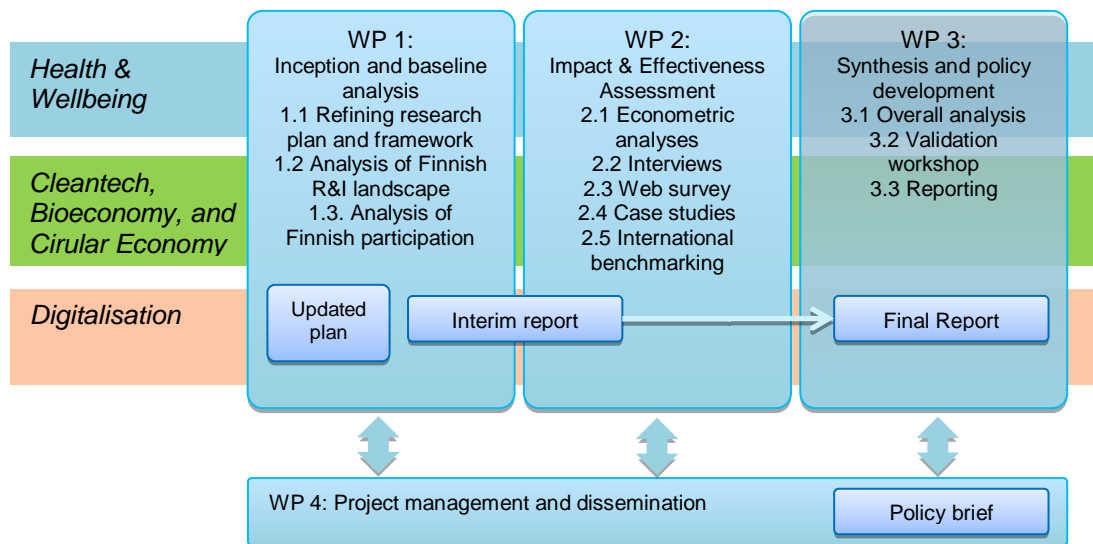 Health &
Wellbeing
Cleantech,
Bioeconomy, and
Cirular Economy
Digitalisation
WP 1:
Inception and baseline
analysis
1.1 Refining research
plan and framework
1.2 Analysis of Finnish
R&I landscape
1.3. Analysis of
Finnish participation
Updated
plan
Interim report
WP 2:
Impact & Effectiveness
Assessment
2.1 Econometric
analyses
2.2 Interviews
2.3 Web survey
2.4 Case studies
2.5 International
benchmarking
WP 3:
Synthesis and policy
development
3.1 Overall analysis
3.2 Validation
workshop
3.3 Reporting
Final Report
WP 4: Project management and dissemination
Policy brief